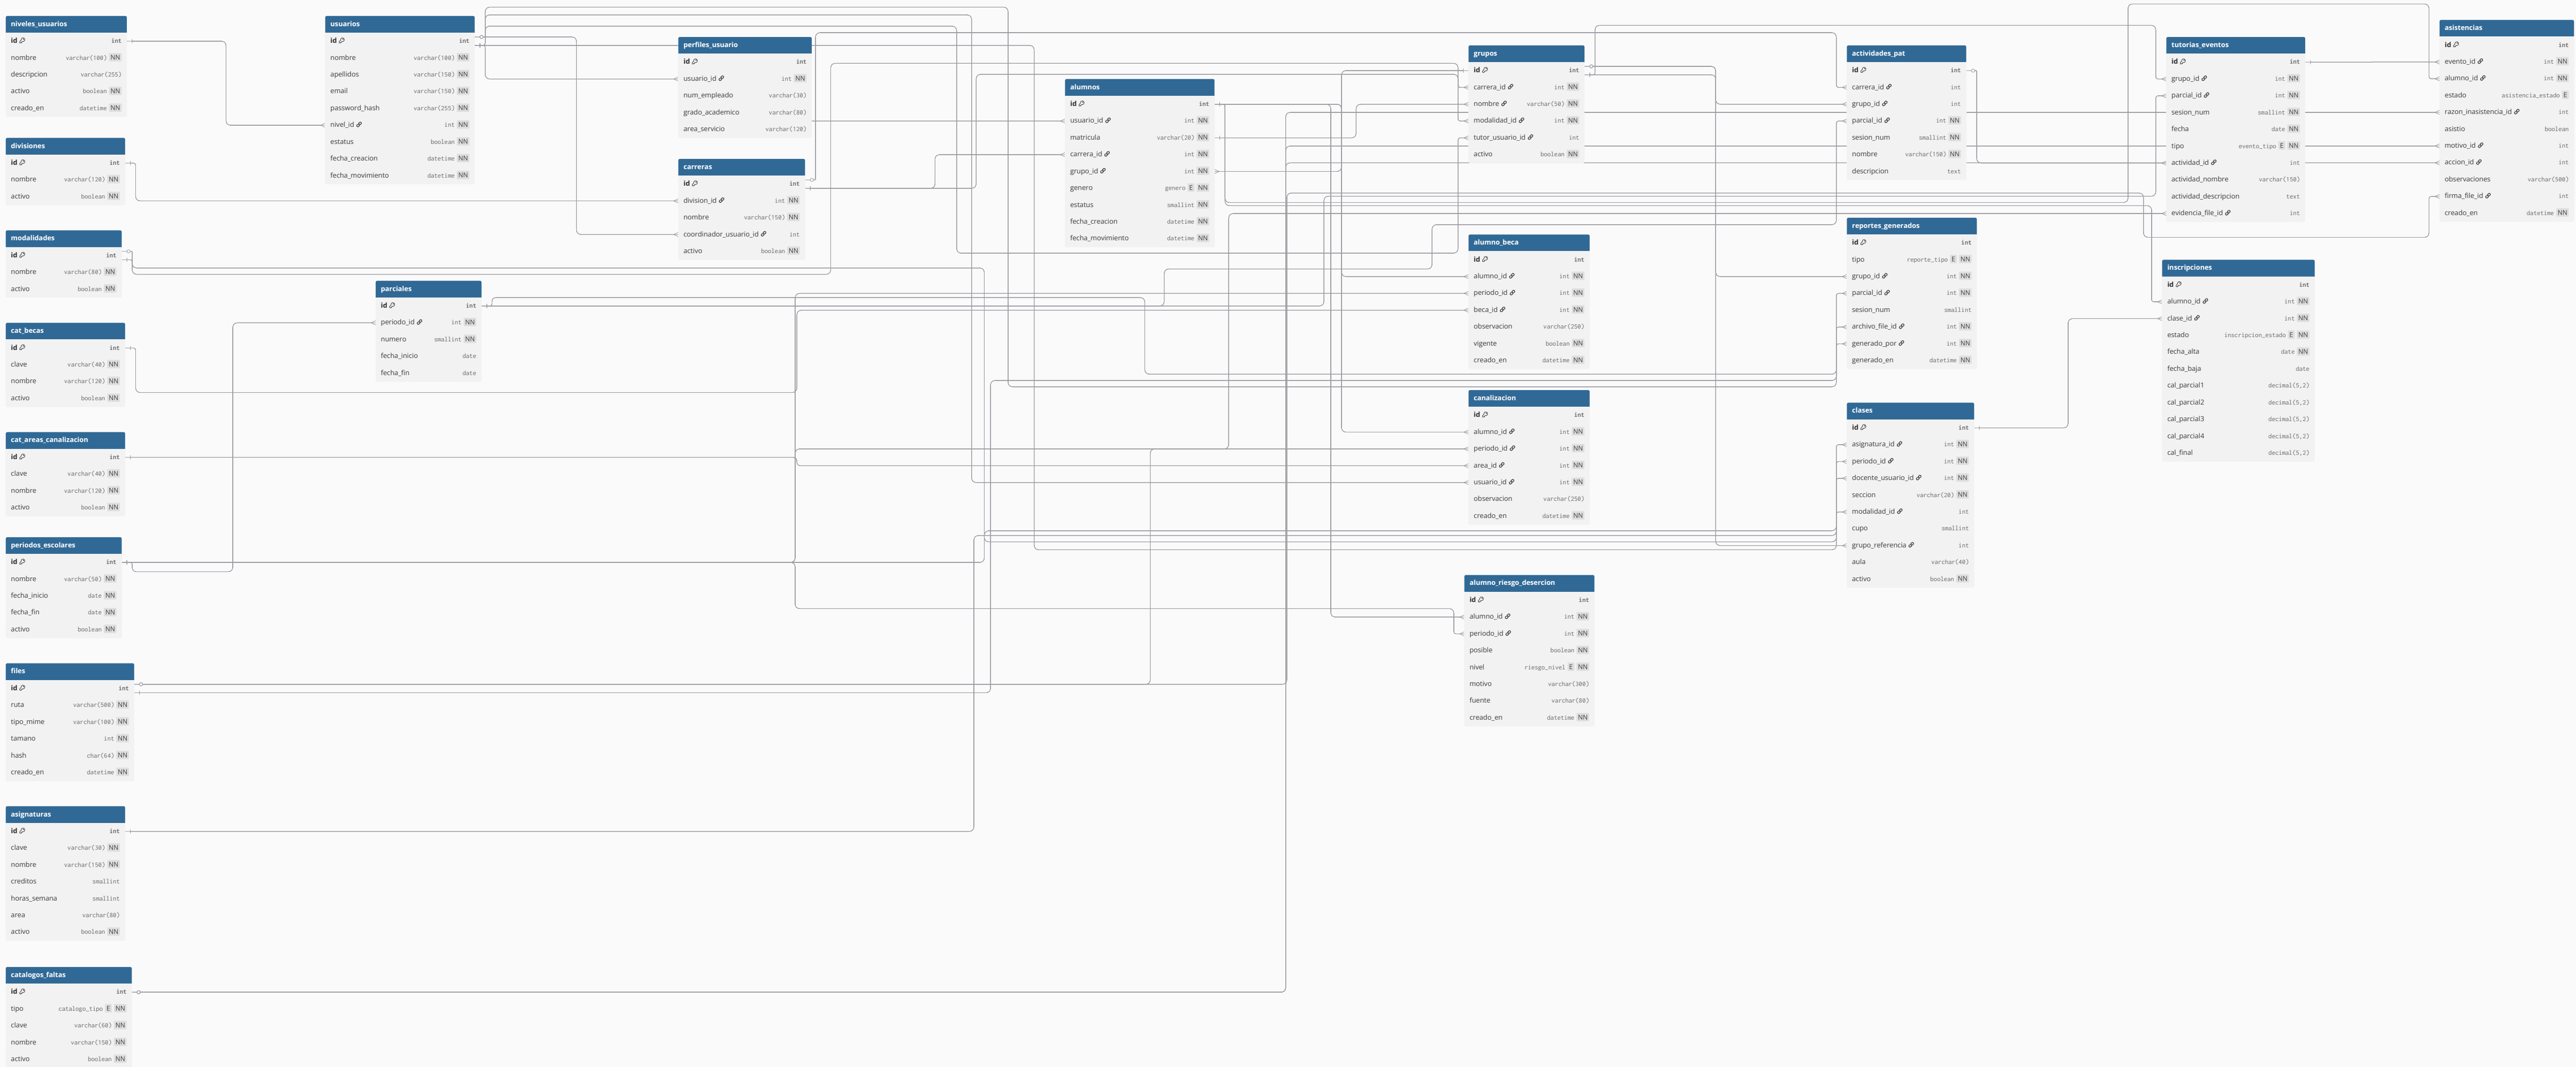 niveles_usuarios
id int
nombre varchar(100) NN
descripcion varchar(255)
activo boolean NN
creado_en datetime NN
divisiones
id int
nombre varchar(120) NN
activo boolean NN
modalidades
id int
nombre varchar(80) NN
activo boolean NN
cat_becas
id int
clave varchar(40) NN
nombre varchar(120) NN
activo boolean NN
cat_areas_canalizacion
id int
clave varchar(40) NN
nombre varchar(120) NN
activo boolean NN
periodos_escolares
id int
nombre varchar(50) NN
fecha_inicio date NN
fecha_fin date NN
activo boolean NN
files
id int
ruta varchar(500) NN
tipo_mime varchar(100) NN
tamano int NN
hash char(64) NN
creado_en datetime NN
asignaturas
id int
clave varchar(30) NN
nombre varchar(150) NN
creditos smallint
horas_semana smallint
area varchar(80)
activo boolean NN
catalogos_faltas
id int
tipo catalogo_tipo E NN
clave varchar(60) NN
nombre varchar(150) NN
activo boolean NN
usuarios
id int
nombre varchar(100) NN
apellidos varchar(150) NN
email varchar(150) NN
password_hash varchar(255) NN
nivel_id int NN
estatus boolean NN
fecha_creacion datetime NN
fecha_movimiento datetime NN
parciales
id int
periodo_id int NN
numero smallint NN
fecha_inicio date
fecha_fin date
perfiles_usuario
id int
usuario_id int NN
num_empleado varchar(30)
grado_academico varchar(80)
area_servicio varchar(120)
carreras
id int
division_id int NN
nombre varchar(150) NN
coordinador_usuario_id int
activo boolean NN
alumnos
id int
usuario_id int NN
matricula varchar(20) NN
carrera_id int NN
grupo_id int NN
genero genero E NN
estatus smallint NN
fecha_creacion datetime NN
fecha_movimiento datetime NN
grupos
id int
carrera_id int NN
nombre varchar(50) NN
modalidad_id int NN
tutor_usuario_id int
activo boolean NN
alumno_beca
id int
alumno_id int NN
periodo_id int NN
beca_id int NN
observacion varchar(250)
vigente boolean NN
creado_en datetime NN
canalizacion
id int
alumno_id int NN
periodo_id int NN
area_id int NN
usuario_id int NN
observacion varchar(250)
creado_en datetime NN
alumno_riesgo_desercion
id int
alumno_id int NN
periodo_id int NN
posible boolean NN
nivel riesgo_nivel E NN
motivo varchar(300)
fuente varchar(80)
creado_en datetime NN
actividades_pat
id int
carrera_id int
grupo_id int
parcial_id int NN
sesion_num smallint NN
nombre varchar(150) NN
descripcion text
reportes_generados
id int
tipo reporte_tipo E NN
grupo_id int NN
parcial_id int NN
sesion_num smallint
archivo_file_id int NN
generado_por int NN
generado_en datetime NN
clases
id int
asignatura_id int NN
periodo_id int NN
docente_usuario_id int NN
seccion varchar(20) NN
modalidad_id int
cupo smallint
grupo_referencia int
aula varchar(40)
activo boolean NN
tutorias_eventos
id int
grupo_id int NN
parcial_id int NN
sesion_num smallint NN
fecha date NN
tipo evento_tipo E NN
actividad_id int
actividad_nombre varchar(150)
actividad_descripcion text
evidencia_file_id int
inscripciones
id int
alumno_id int NN
clase_id int NN
estado inscripcion_estado E NN
fecha_alta date NN
fecha_baja date
cal_parcial1 decimal(5,2)
cal_parcial2 decimal(5,2)
cal_parcial3 decimal(5,2)
cal_parcial4 decimal(5,2)
cal_final decimal(5,2)
asistencias
id int
evento_id int NN
alumno_id int NN
estado asistencia_estado E
razon_inasistencia_id int
asistio boolean
motivo_id int
accion_id int
observaciones varchar(500)
firma_file_id int
creado_en datetime NN